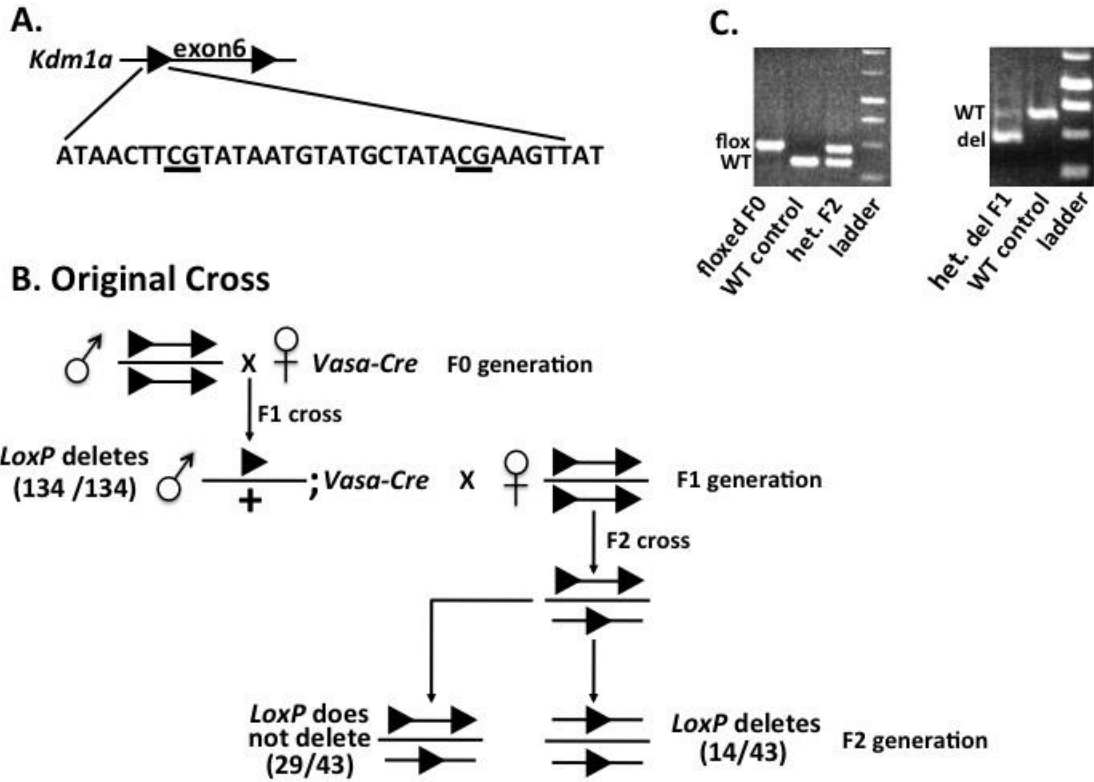 A.
Kdm1a
exon6
ATAACTTCGTATAATGTATGCTATACGAAGTTAT
C.
flox
WT
floxed F0
WT control
het. F2
ladder
WT
del
het. del F1
WT control
ladder
B. Original Cross
X Vasa-Cre F0 generation
F1 cross
LoxP deletes
(134 /134)
+ ; Vasa-Cre X F1 generation
F2 cross
LoxP does
not delete
(29/43)
LoxP deletes
(14/43)
F2 generation